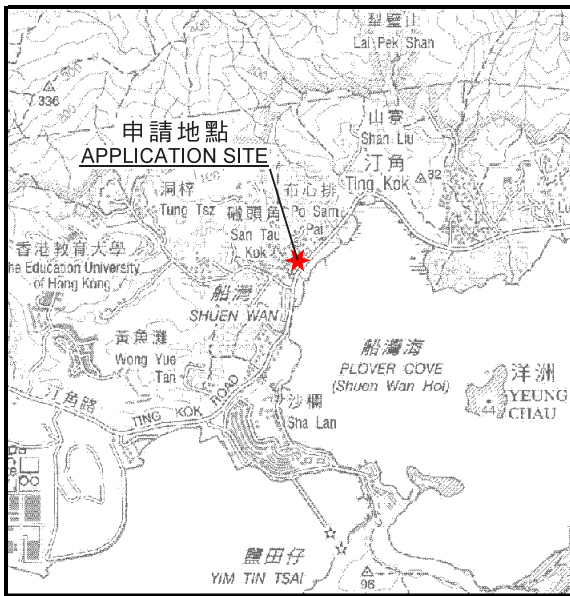 犁壁山
Lai Pek Shan
336
山寮
Shan Liu
申請地點
APPLICATION SITE
汀角
Ting Kok
82
洞梓
Tung Tsz
布心排
Po Sam
Pai
磡頭角
San Tau
Kok
香港教育大學
The Education University
of Hong Kong
船灣
SHUEN WAN
黃魚灘
Wong Yue
Tan
船灣海
PLOVER COVE
(Shuen Wan Hoi)
洋洲
YEUNG
CHAU
44
汀角路
TING KOK ROAD
沙欄
Sha Lan
鹽田仔
YIM TIN TSAI
98